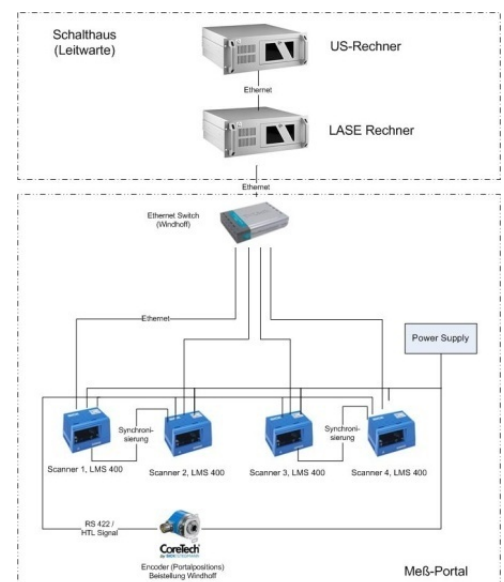 Schalthaus
(Leitwarte)
US-Rechner
Ethernet
LASE Rechner
Ethernet
Ethernet Switch
(Windhoff)
Ethernet
Power Supply
Synchroni-
sierung
Synchroni-
sierung
Scanner 1, LMS 400
Scanner 2, LMS 400
Scanner 3, LMS 400
Scanner 4, LMS 400
RS 422 /
HTL Signal
CoreTech
Encoder (Portalpositions)
Beistellung Windhoff
Meß-Portal